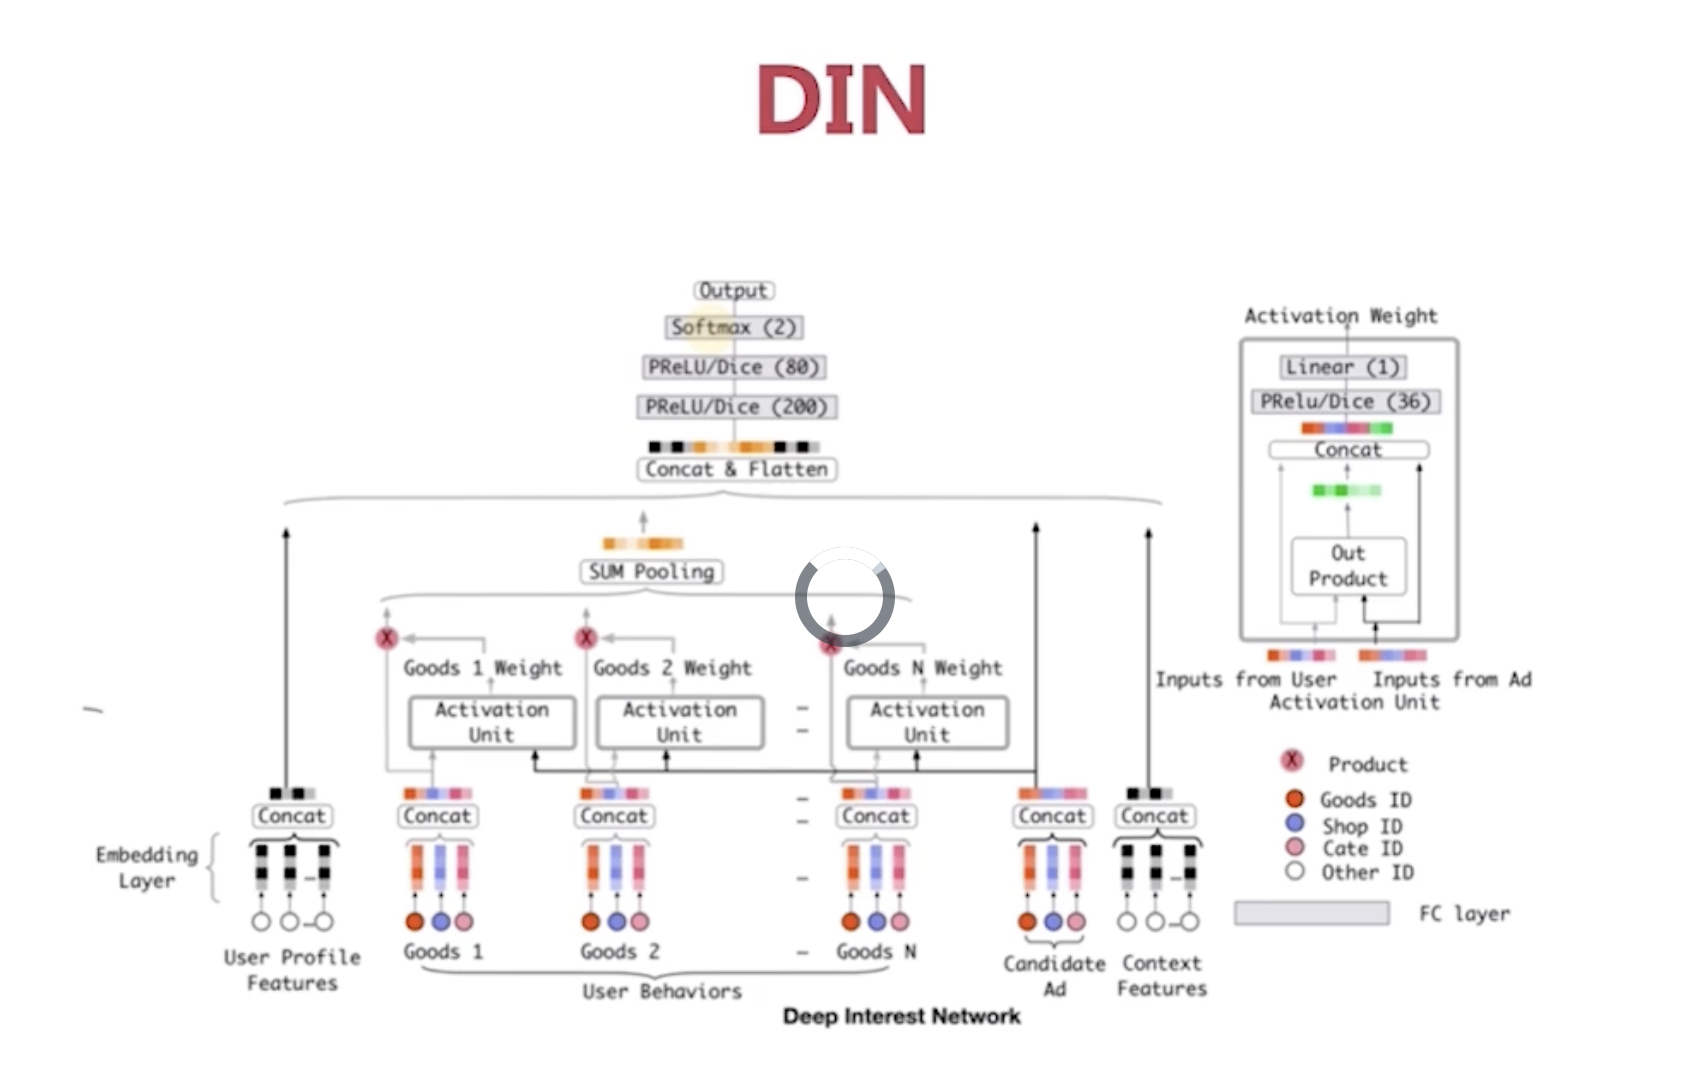 DIN
Output
Softmax (2)
PReLU/Dice (80)
PReLU/Dice (200)
Concat & Flatten
SUM Pooling
Goods 1 Weight
Goods 2 Weight
Goods N Weight
Activation
Unit
Activation
Unit
Activation
Unit
Concat
Concat
Concat
Concat
Concat
Concat
Embedding
Layer
User Profile
Features
Goods 1
Goods 2
Goods N
User Behaviors
Candidate
Ad
Context
Features
Deep Interest Network
Activation Weight
Linear (1)
PRelu/Dice (36)
Concat
Out
Product
Inputs from User
Inputs from Ad
Activation Unit
X
X
X
X
Product
Goods ID
Shop ID
Cate ID
Other ID
FC layer